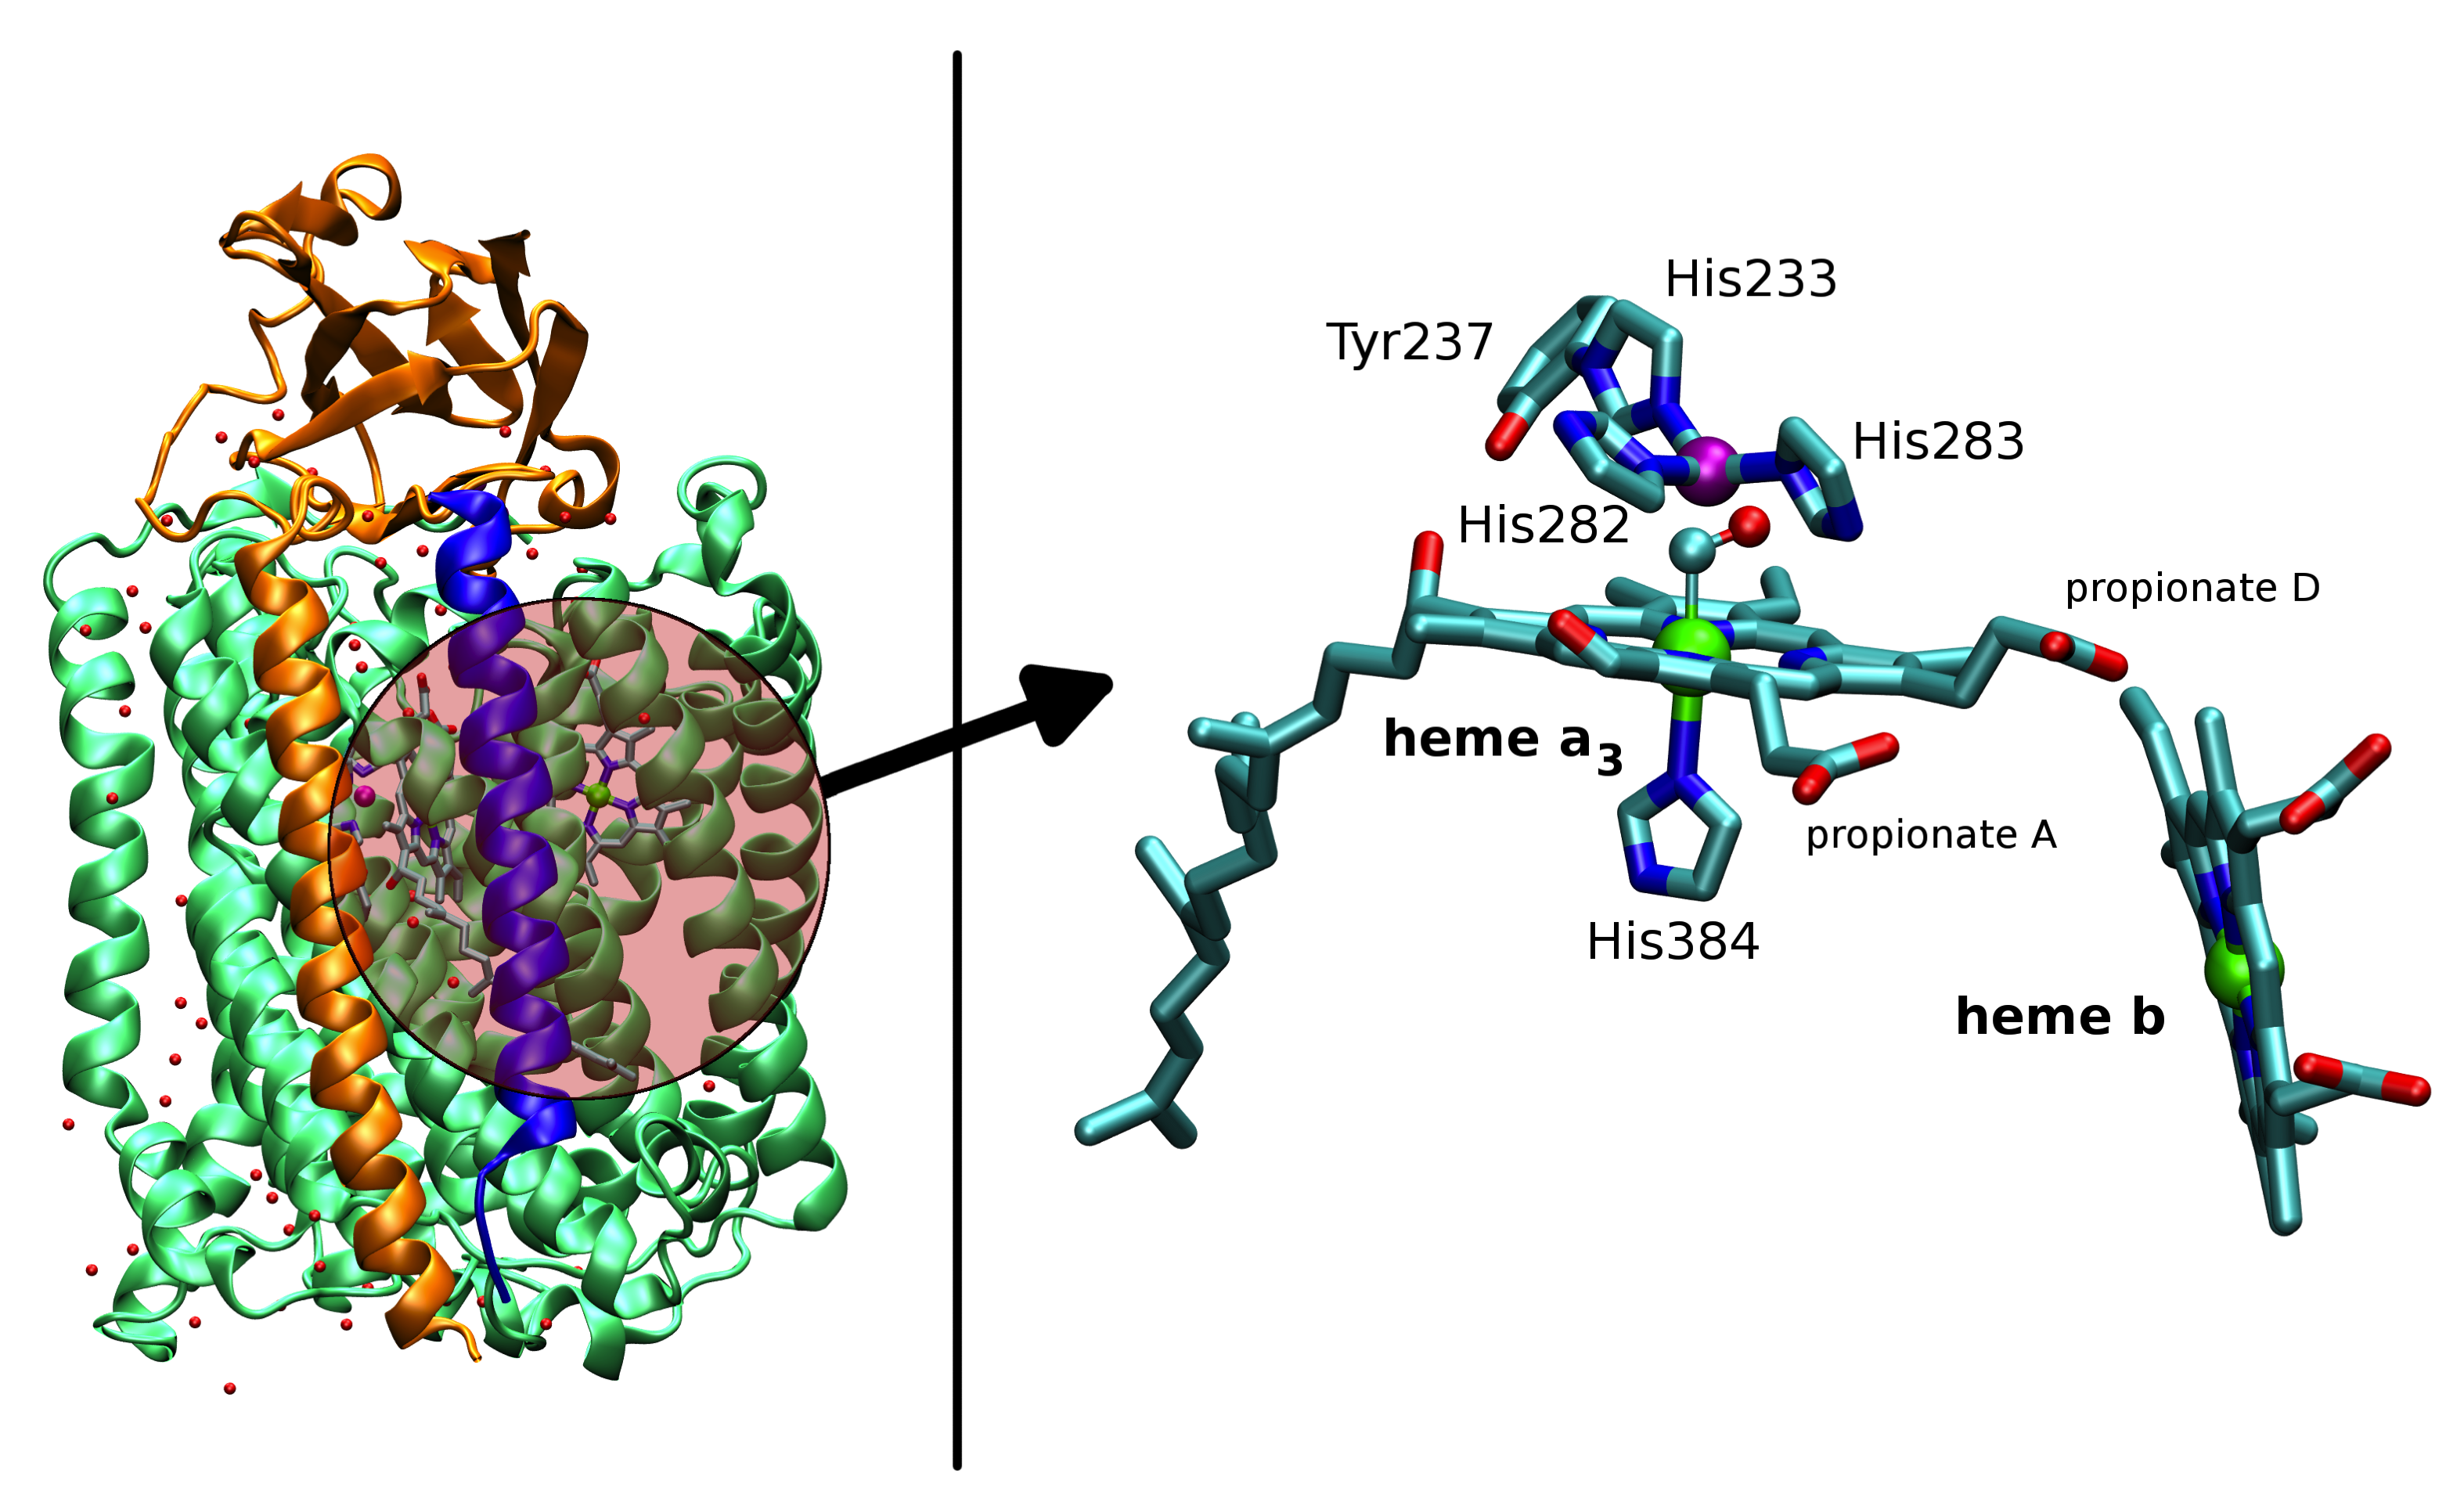 His233
Tyr237
His283
His282
propionate D
heme a₃
propionate A
His384
heme b